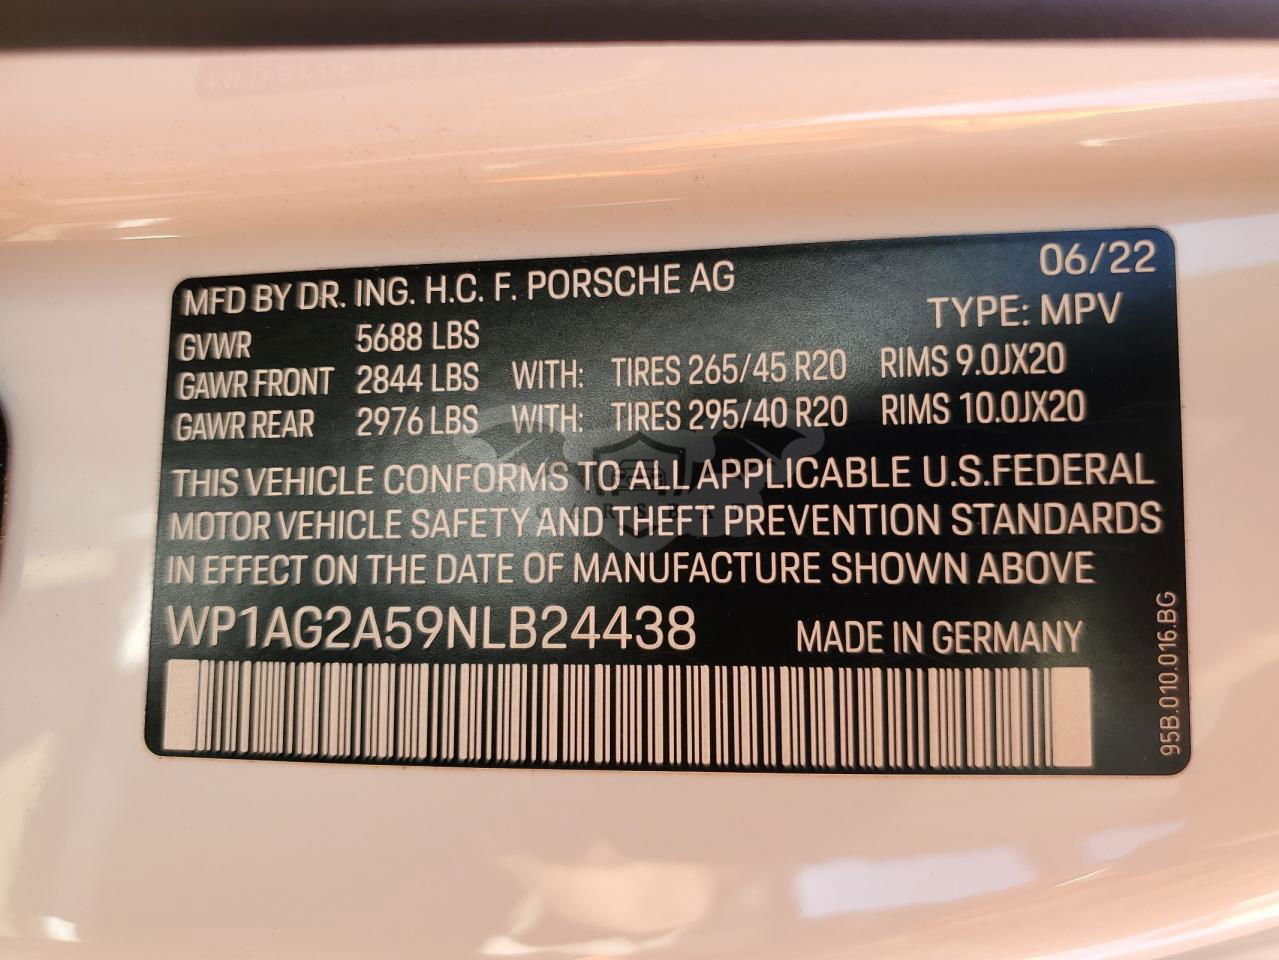 MFD BY DR. ING. H.C. F. PORSCHE AG 06/22
TYPE: MPV
GVWR 5688 LBS
GAWR FRONT 2844 LBS WITH: TIRES 265/45 R20 RIMS 9.0JX20
GAWR REAR 2976 LBS WITH: TIRES 295/40 R20 RIMS 10.0JX20
THIS VEHICLE CONFORMS TO ALL APPLICABLE U.S.FEDERAL
MOTOR VEHICLE SAFETY AND THEFT PREVENTION STANDARDS
IN EFFECT ON THE DATE OF MANUFACTURE SHOWN ABOVE
WP1AG2A59NLB24438 MADE IN GERMANY
95B.010.016.BG